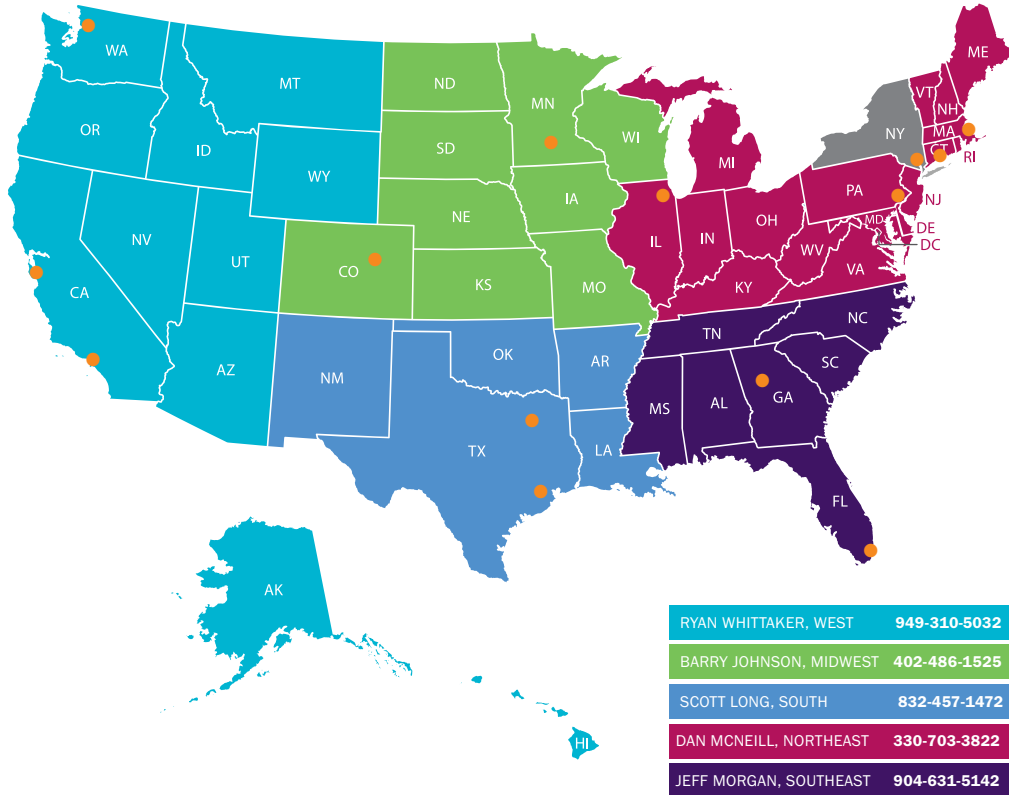 WA
ME
MT
ND
VT
MN
NH
OR
NY
MA
WI
CT
ID
SD
RI
MI
WY
PA
NJ
IA
NE
OH
MD
DE
NV
IL
IN
DC
UT
WV
CO
VA
KS
MO
KY
CA
NC
TN
OK
AR
SC
AZ
NM
GA
MS
AL
TX
LA
FL
AK
HI
RYAN WHITTAKER, WEST 949-310-5032
BARRY JOHNSON, MIDWEST 402-486-1525
SCOTT LONG, SOUTH 832-457-1472
DAN MCNEILL, NORTHEAST 330-703-3822
JEFF MORGAN, SOUTHEAST 904-631-5142